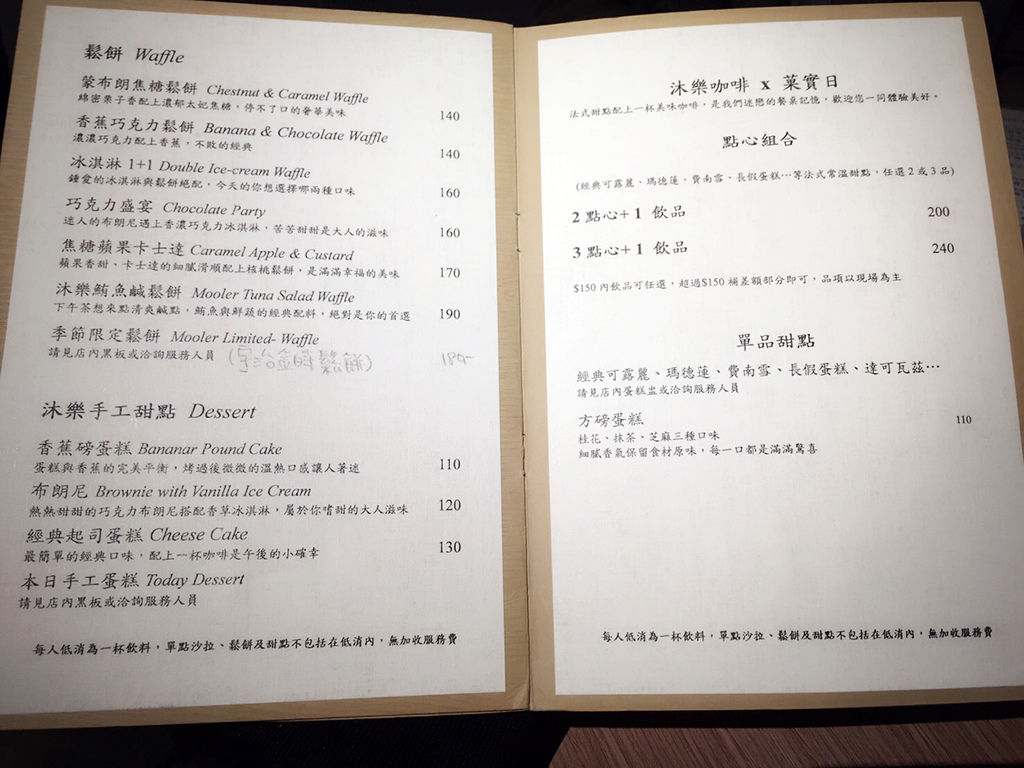 鬆餅 Waffle
蒙布朗焦糖鬆餅 Chestnut & Caramel Waffle
綿密栗子香配上濃郁太妃焦糖，停不了口的奢華美味 140
香蕉巧克力鬆餅 Banana & Chocolate Waffle
濃濃巧克力配上香蕉，不敗的經典 140
冰淇淋 1+1 Double Ice-cream Waffle
鍾愛的冰淇淋與鬆餅絕配，今天的你想選擇哪兩種口味 160
巧克力盛宴 Chocolate Party
迷人的布朗尼遇上香濃巧克力冰淇淋，苦苦甜甜是大人的滋味 160
焦糖蘋果卡士達 Caramel Apple & Custard
蘋果香甜、卡士達的細膩滑順配上核桃鬆餅，是滿滿幸福的美味 170
沐樂鮪魚鹹鬆餅 Mooler Tuna Salad Waffle
下午茶想來點清爽鹹點，鮪魚與鮮蔬的經典配料，絕對是你的首選 190
季節限定鬆餅 Mooler Limited- Waffle
請見店內黑板或洽詢服務人員 (宇治金時鬆餅) 180-
沐樂手工甜點 Dessert
香蕉磅蛋糕 Bananar Pound Cake
蛋糕與香蕉的完美平衡，烤過後微微的溫熱口感讓人著迷 110
布朗尼 Brownie with Vanilla Ice Cream
熱熱甜甜的巧克力布朗尼搭配香草冰淇淋，屬於你嗜甜的大人滋味 120
經典起司蛋糕 Cheese Cake
最簡單的經典口味，配上一杯咖啡是午後的小確幸 130
本日手工蛋糕 Today Dessert
請見店內黑板或洽詢服務人員
每人低消為一杯飲料，單點沙拉、鬆餅及甜點不包括在低消內，無加收服務費
沐樂咖啡 x 菓實日
法式甜點配上一杯美味咖啡，是我們迷戀的餐桌記憶，歡迎您一同體驗美好。
點心組合
(經典可露麗、瑪德蓮、費南雪、長假蛋糕…等法式常溫甜點，任選 2 或 3 品)
2 點心+ 1 飲品 200
3 點心+ 1 飲品 240
$150 內飲品可任選，超過$150 補差額部分即可，品項以現場為主
單品甜點
經典可露麗、瑪德蓮、費南雪、長假蛋糕、達可瓦茲…
請見店內蛋糕盅或洽詢服務人員
方磅蛋糕 110
桂花、抹茶、芝麻三種口味
細膩香氣保留食材原味，每一口都是滿滿驚喜
每人低消為一杯飲料，單點沙拉、鬆餅及甜點不包括在低消內，無加收服務費